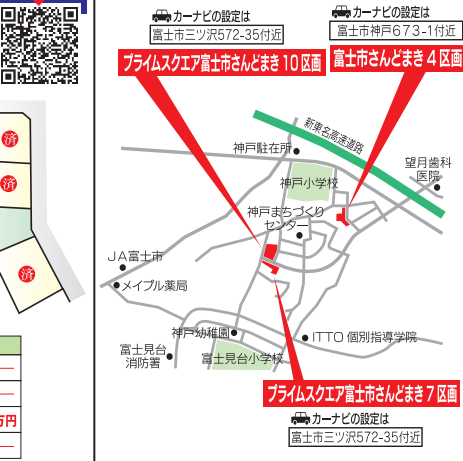 済
済
済
万円
カーナビの設定は
富士市三ツ沢572-35付近
プライムスクエア富士市さんどまき10区画
カーナビの設定は
富士市神戸673-1付近
富士市さんどまき4区画
新東名高速道路
神戸駐在所
望月歯科
医院
神戸小学校
神戸まちづくり
センター
JA富士市
メイプル薬局
神戸幼稚園
ITTO 個別指導学院
富士見台
消防署
富士見台小学校
プライムスクエア富士市さんどまき7区画
カーナビの設定は
富士市三ツ沢572-35付近